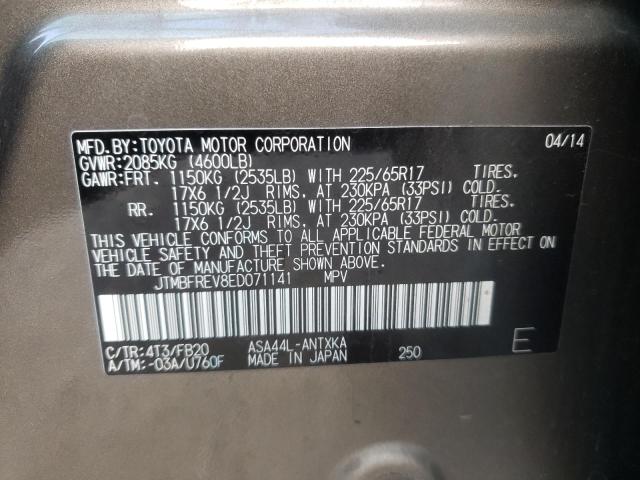 MFD.BY:TOYOTA MOTOR CORPORATION 04/14
GVWR:2085KG (4600LB)
GAWR:FRT. 1150KG (2535LB) WITH 225/65R17 TIRES.
17X6 1/2J RIMS, AT 230KPA (33PSI) COLD.
RR. 1150KG (2535LB) WITH 225/65R17 TIRES.
17X6 1/2J RIMS, AT 230KPA (33PSI) COLD.
THIS VEHICLE CONFORMS TO ALL APPLICABLE FEDERAL MOTOR
VEHICLE SAFETY AND THEFT PREVENTION STANDARDS IN EFFECT ON
THE DATE OF MANUFACTURE SHOWN ABOVE.
JTMBFREV8ED071141 MPV
C/TR:4T3/FB20 ASA44L-ANTXKA
A/TM:-03A/U760F MADE IN JAPAN 250 E